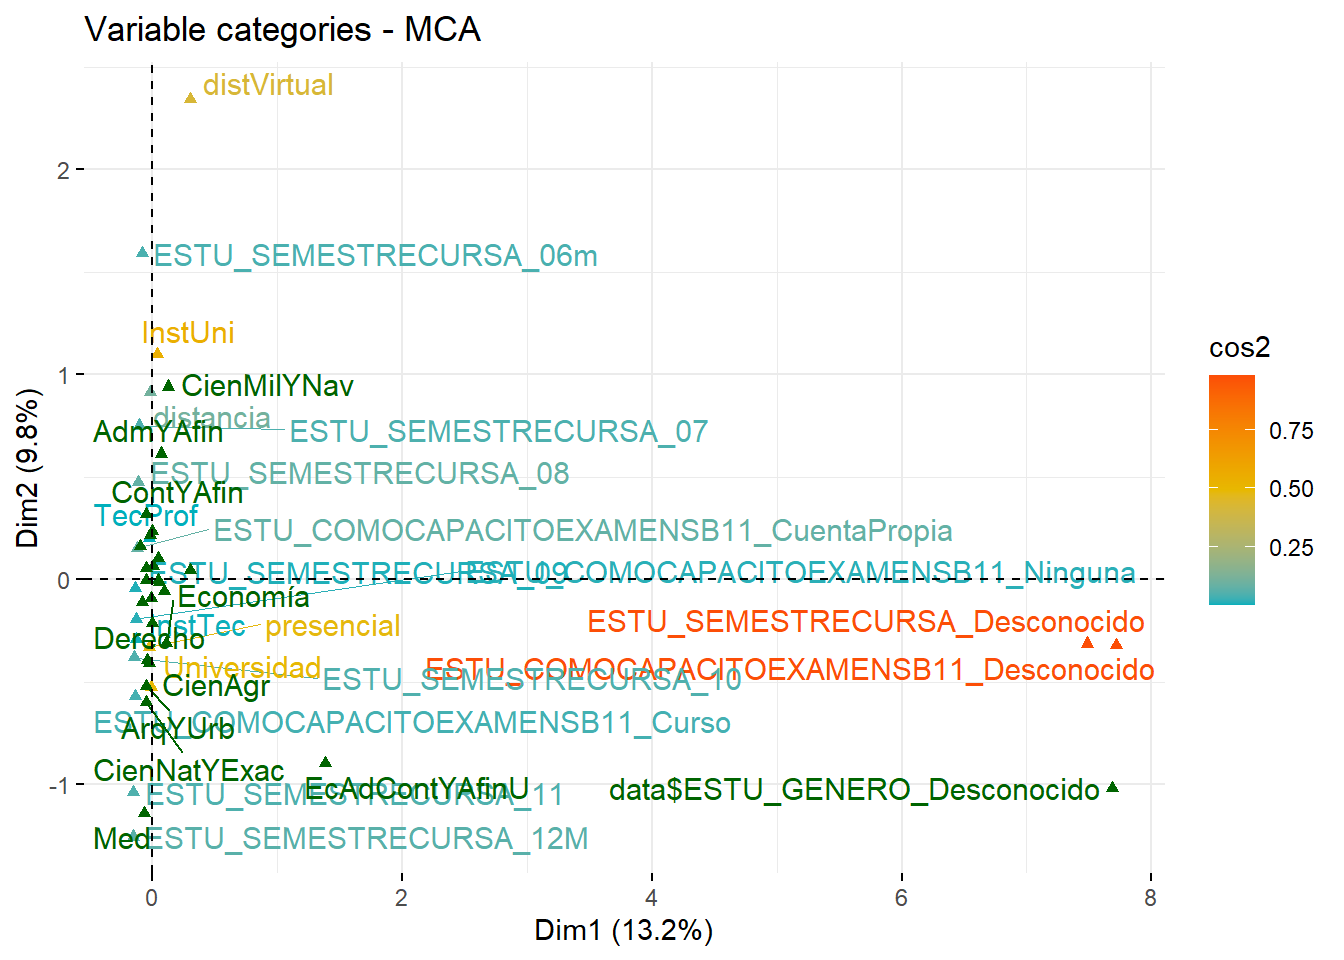 Variable categories - MCA
distVirtual
2
ESTU_SEMESTRECURSA_06m
InstUni
cos2
1
CienMilYNav
distancia
AdmYAfin
ESTU_SEMESTRECURSA_07
0.75
ESTU_SEMESTRECURSA_08
ContYAfin
0.50
TecProf
ESTU_COMOCAPACITOEXAMENSB11_CuentaPropia
0.25
Dim2 (9.8%)
0
ESTU_SEMESTRECURSA_09
ESTU_COMOCAPACITOEXAMENSB11_Ninguna
Economía
ESTU_SEMESTRECURSA_Desconocido
InstTec
presencial
Derecho
Universidad
ESTU_COMOCAPACITOEXAMENSB11_Desconocido
ESTU_SEMESTRECURSA_10
CienAgr
ESTU_COMOCAPACITOEXAMENSB11_Curso
ArqYUrb
CienNatYExac
-1
EcAdContYAfinU
ESTU_SEMESTRECURSA_11
data$ESTU_GENERO_Desconocido
Med
ESTU_SEMESTRECURSA_12M
0
2
4
6
8
Dim1 (13.2%)